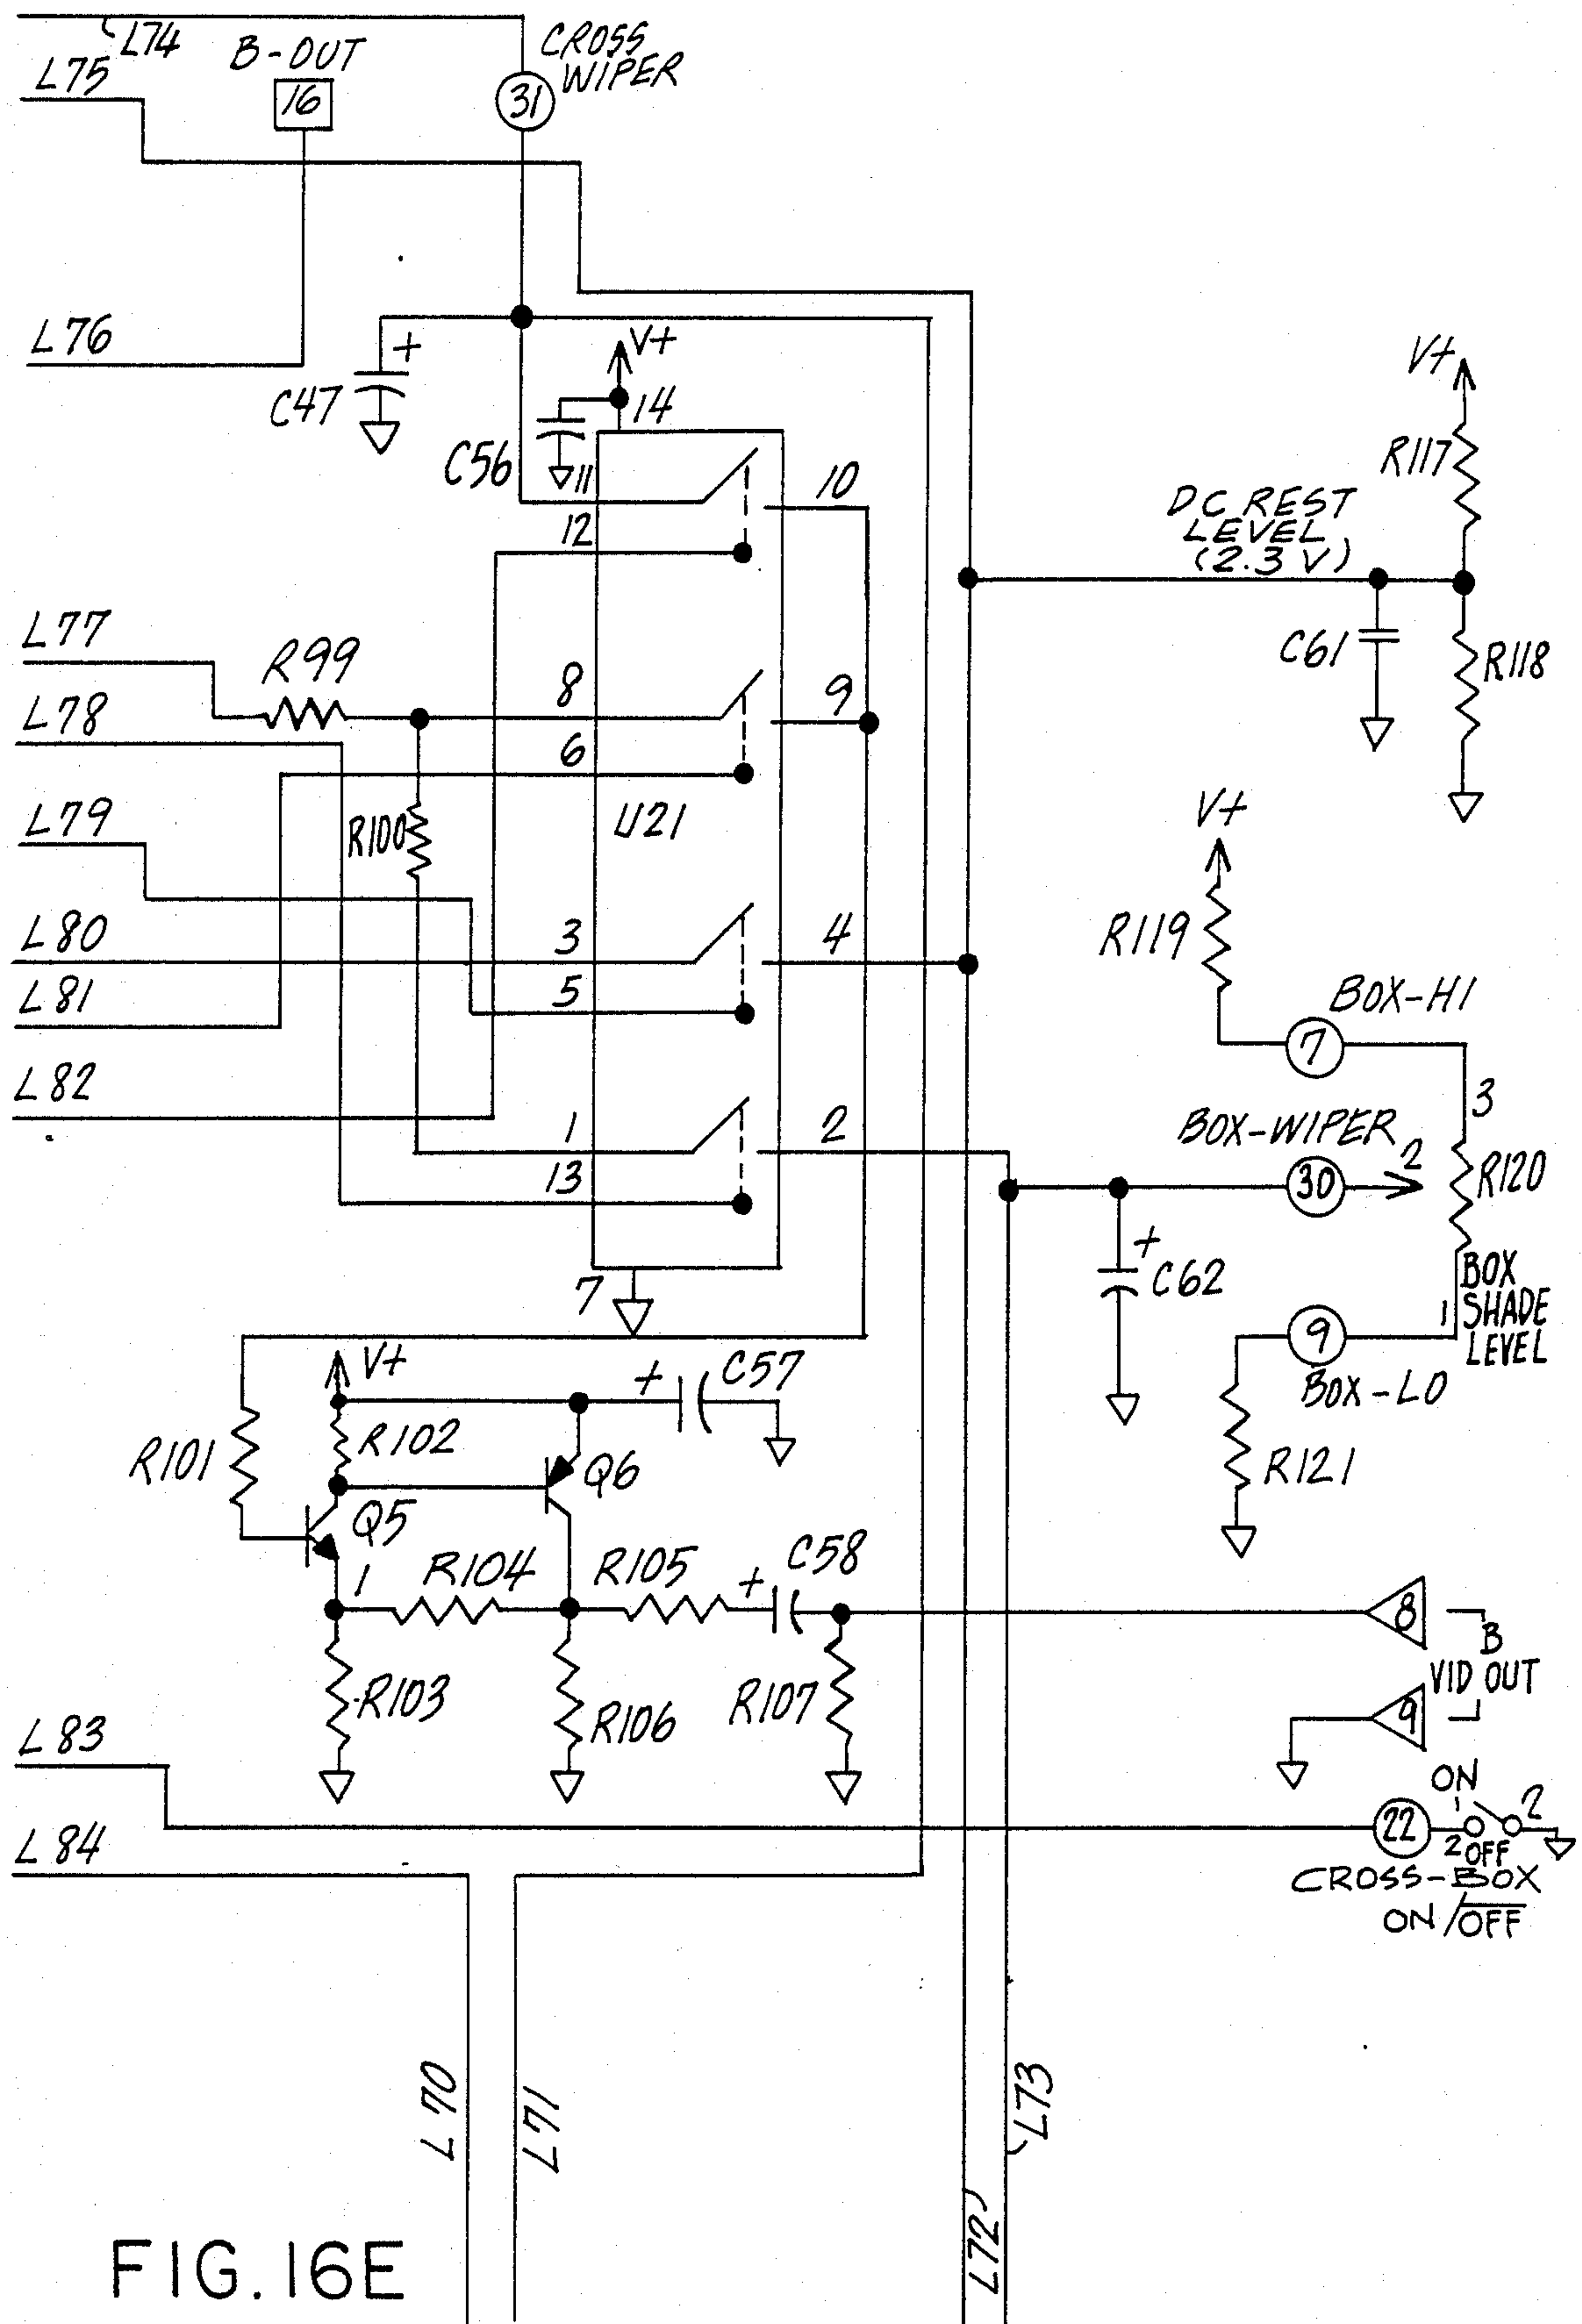 L74
L75
B-OUT
16
CROSS
WIPER
31
L76
+
C47
V+
14
C56
11
10
12
V+
R117
DC REST
LEVEL
(2.3 V)
C61
R118
L77
R99
8
9
L78
6
U21
L79
R100
V+
R119
L80
3
4
L81
5
BOX-HI
7
3
L82
1
2
13
BOX-WIPER
30
2
R120
+
C62
7
BOX
SHADE
LEVEL
1
9
BOX-LO
V+
+
C57
R101
R102
Q6
R121
Q5
1
R104
R105
+
C58
8
B
VID OUT
9
R103
R106
R107
L83
ON
1
2
22
2
OFF
CROSS-BOX
ON/OFF
L84
L70
L71
L72
L73
FIG.16E